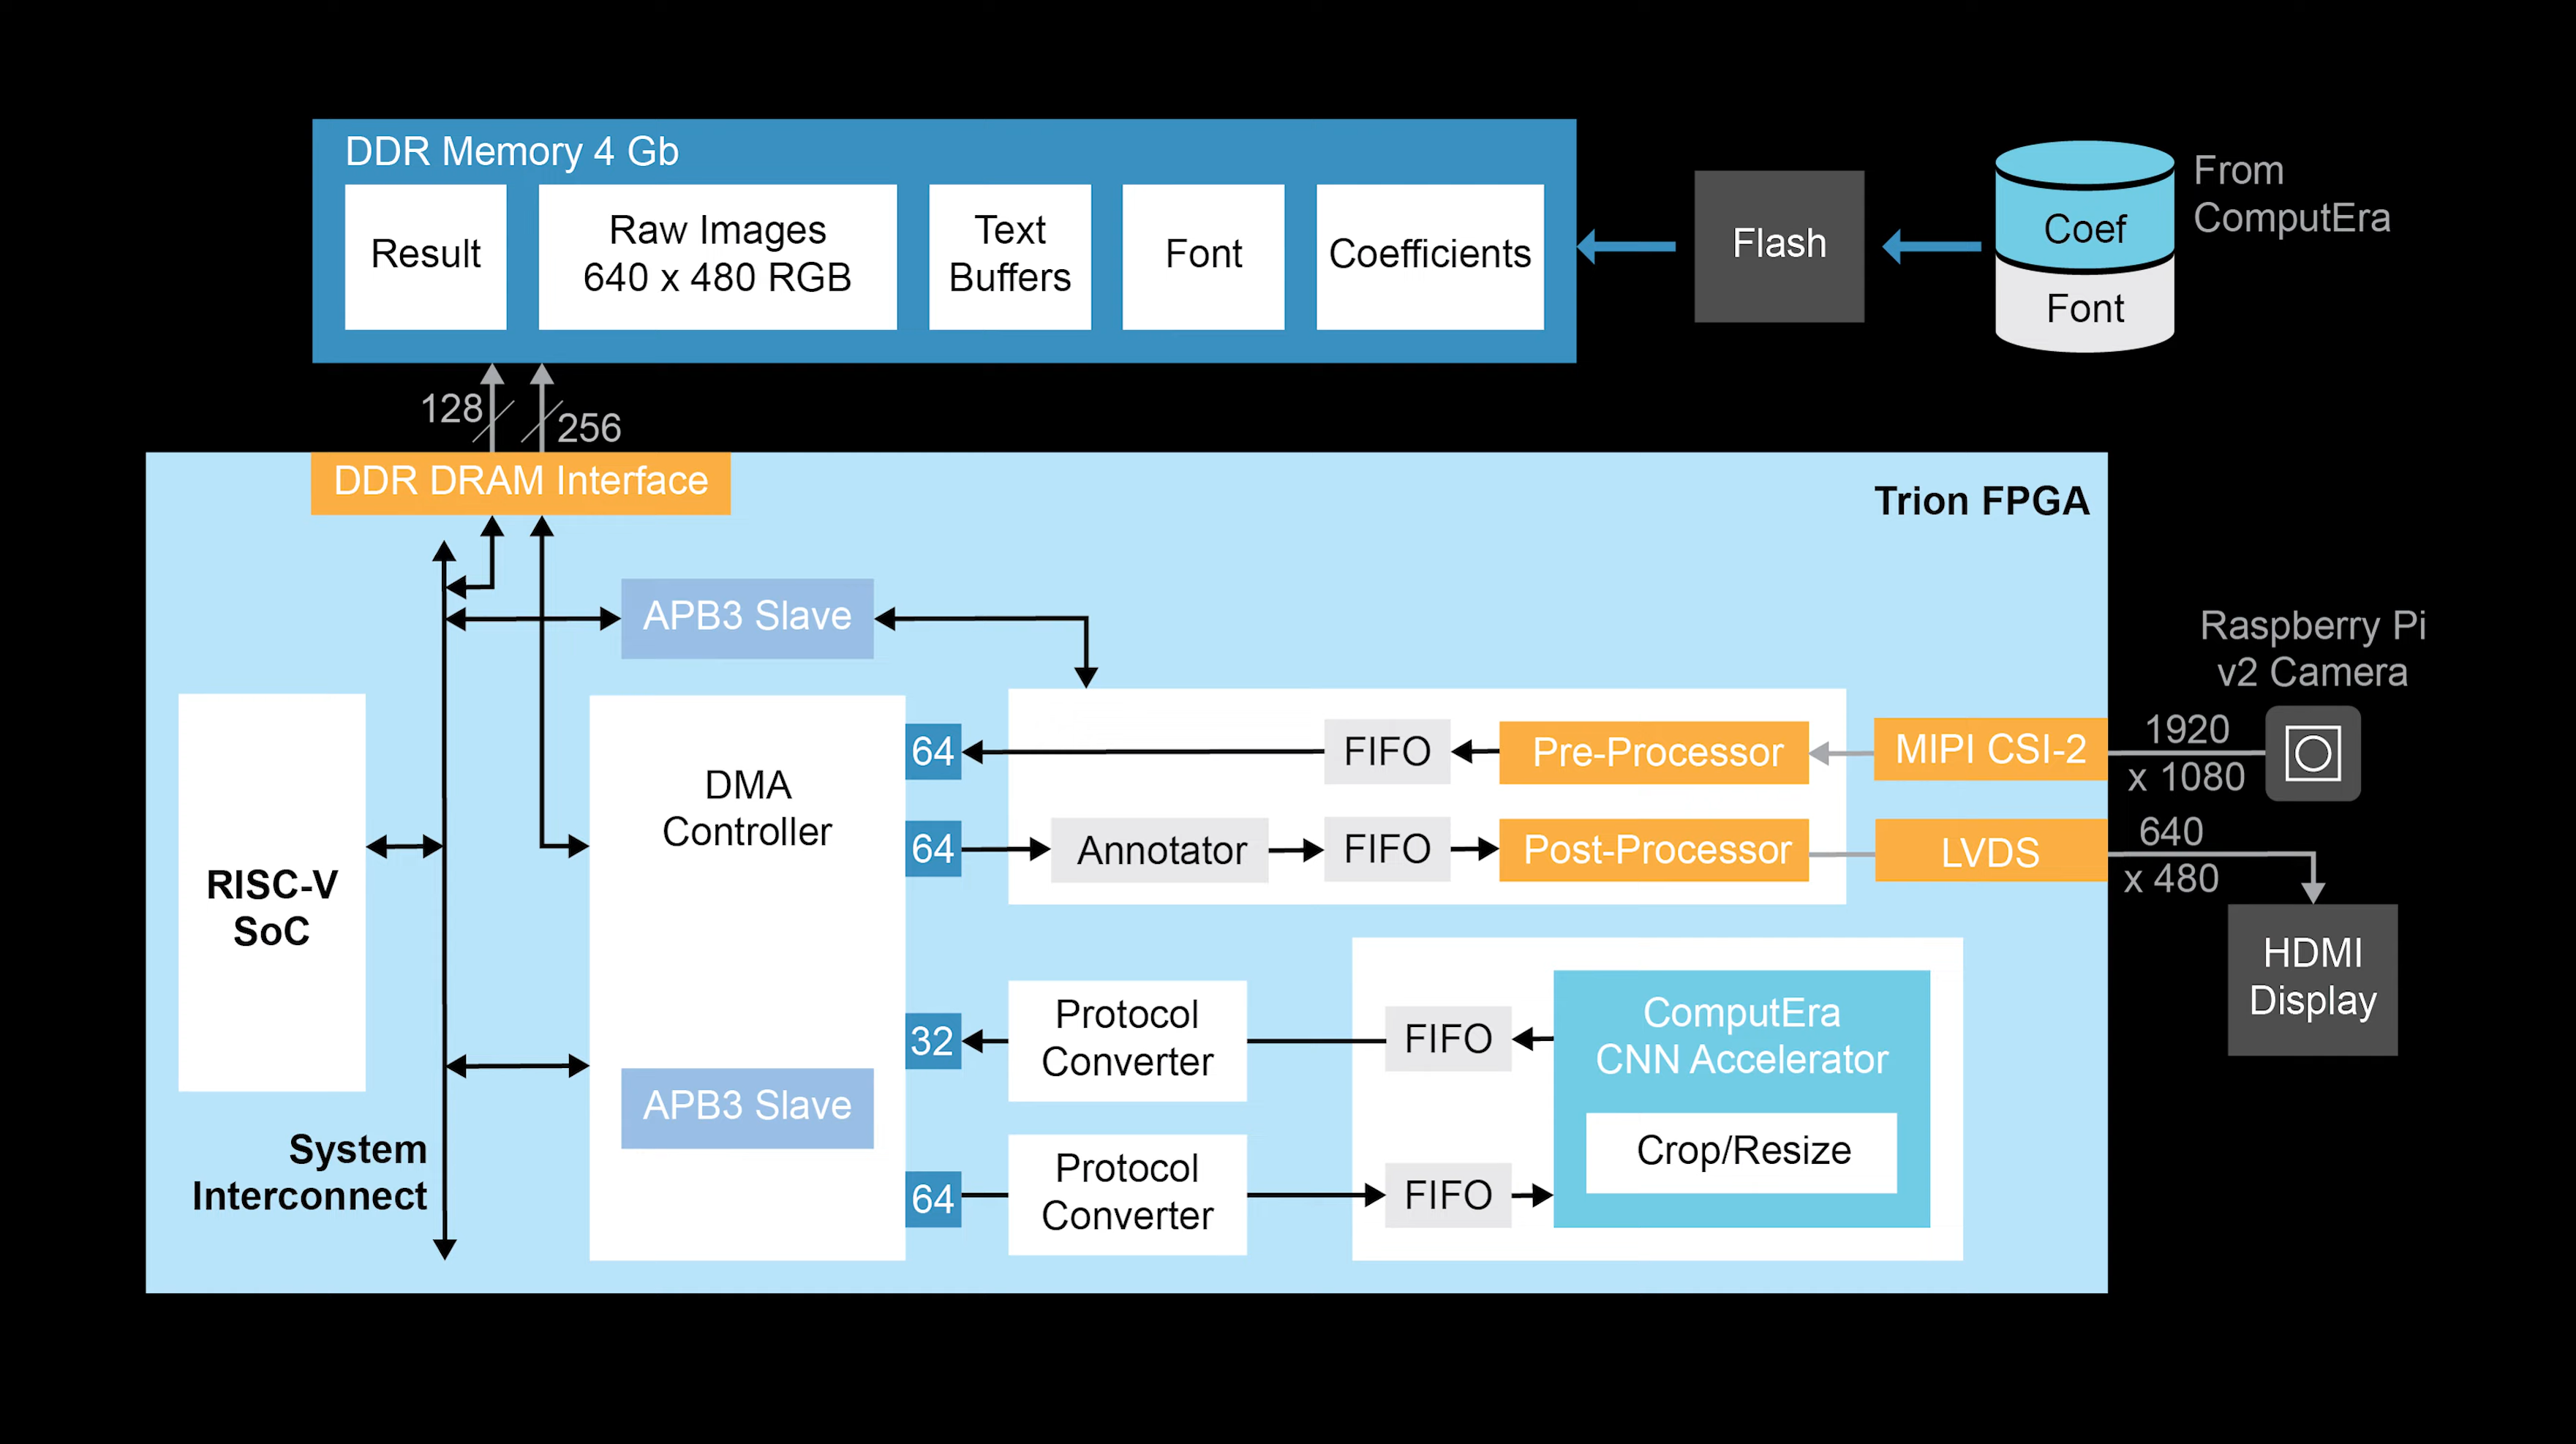 DDR Memory 4 Gb
Result
Raw Images
640 x 480 RGB
Text
Buffers
Font
Coefficients
Flash
Coef
Font
From
ComputEra
128
256
DDR DRAM Interface
Trion FPGA
APB3 Slave
RISC-V
SoC
System
Interconnect
DMA
Controller
APB3 Slave
64
FIFO
Pre-Processor
MIPI CSI-2
1920
x 1080
Raspberry Pi
v2 Camera
64
Annotator
FIFO
Post-Processor
LVDS
640
x 480
HDMI
Display
32
Protocol
Converter
FIFO
ComputEra
CNN Accelerator
Crop/Resize
64
Protocol
Converter
FIFO